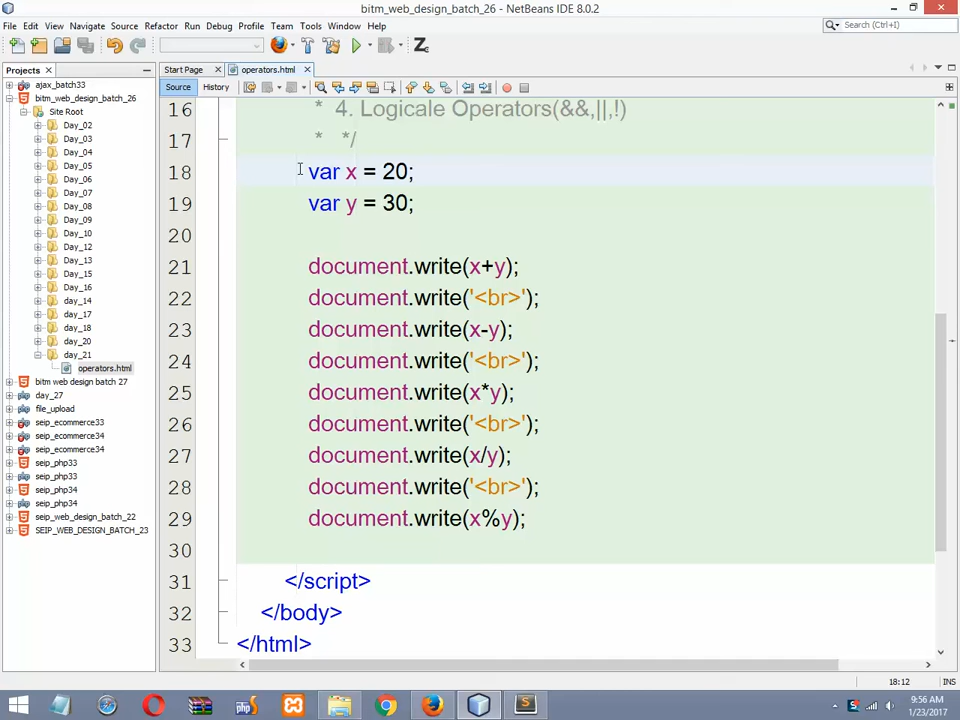 bitm_web_design_batch_26 - NetBeans IDE 8.0.2
File Edit View Navigate Source Refactor Run Debug Profile Team Tools Window Help
Search (Ctrl+I)
Projects
Start Page
operators.html
Source History
ajax_batch33
bitm_web_design_batch_26
Site Root
Day_02
Day_03
Day_04
Day_05
Day_06
Day_07
Day_08
Day_09
Day_10
Day_12
Day_13
Day_15
Day_16
day_14
day_17
day_18
day_20
day_21
operators.html
bitm web design batch 27
day_27
file_upload
seip_ecommerce33
seip_ecommerce34
seip_ecommerce34
seip_php33
seip_php33
seip_php34
seip_php34
seip_web_design_batch_22
SEIP_WEB_DESIGN_BATCH_23
16 * 4. Logicale Operators(&&,||,!)
17 * */
18 var x = 20;
19 var y = 30;
20
21 document.write(x+y);
22 document.write('<br>');
23 document.write(x-y);
24 document.write('<br>');
25 document.write(x*y);
26 document.write('<br>');
27 document.write(x/y);
28 document.write('<br>');
29 document.write(x%y);
30
31 </script>
32 </body>
33 </html>
18:12 INS
php
9:56 AM
1/23/2017